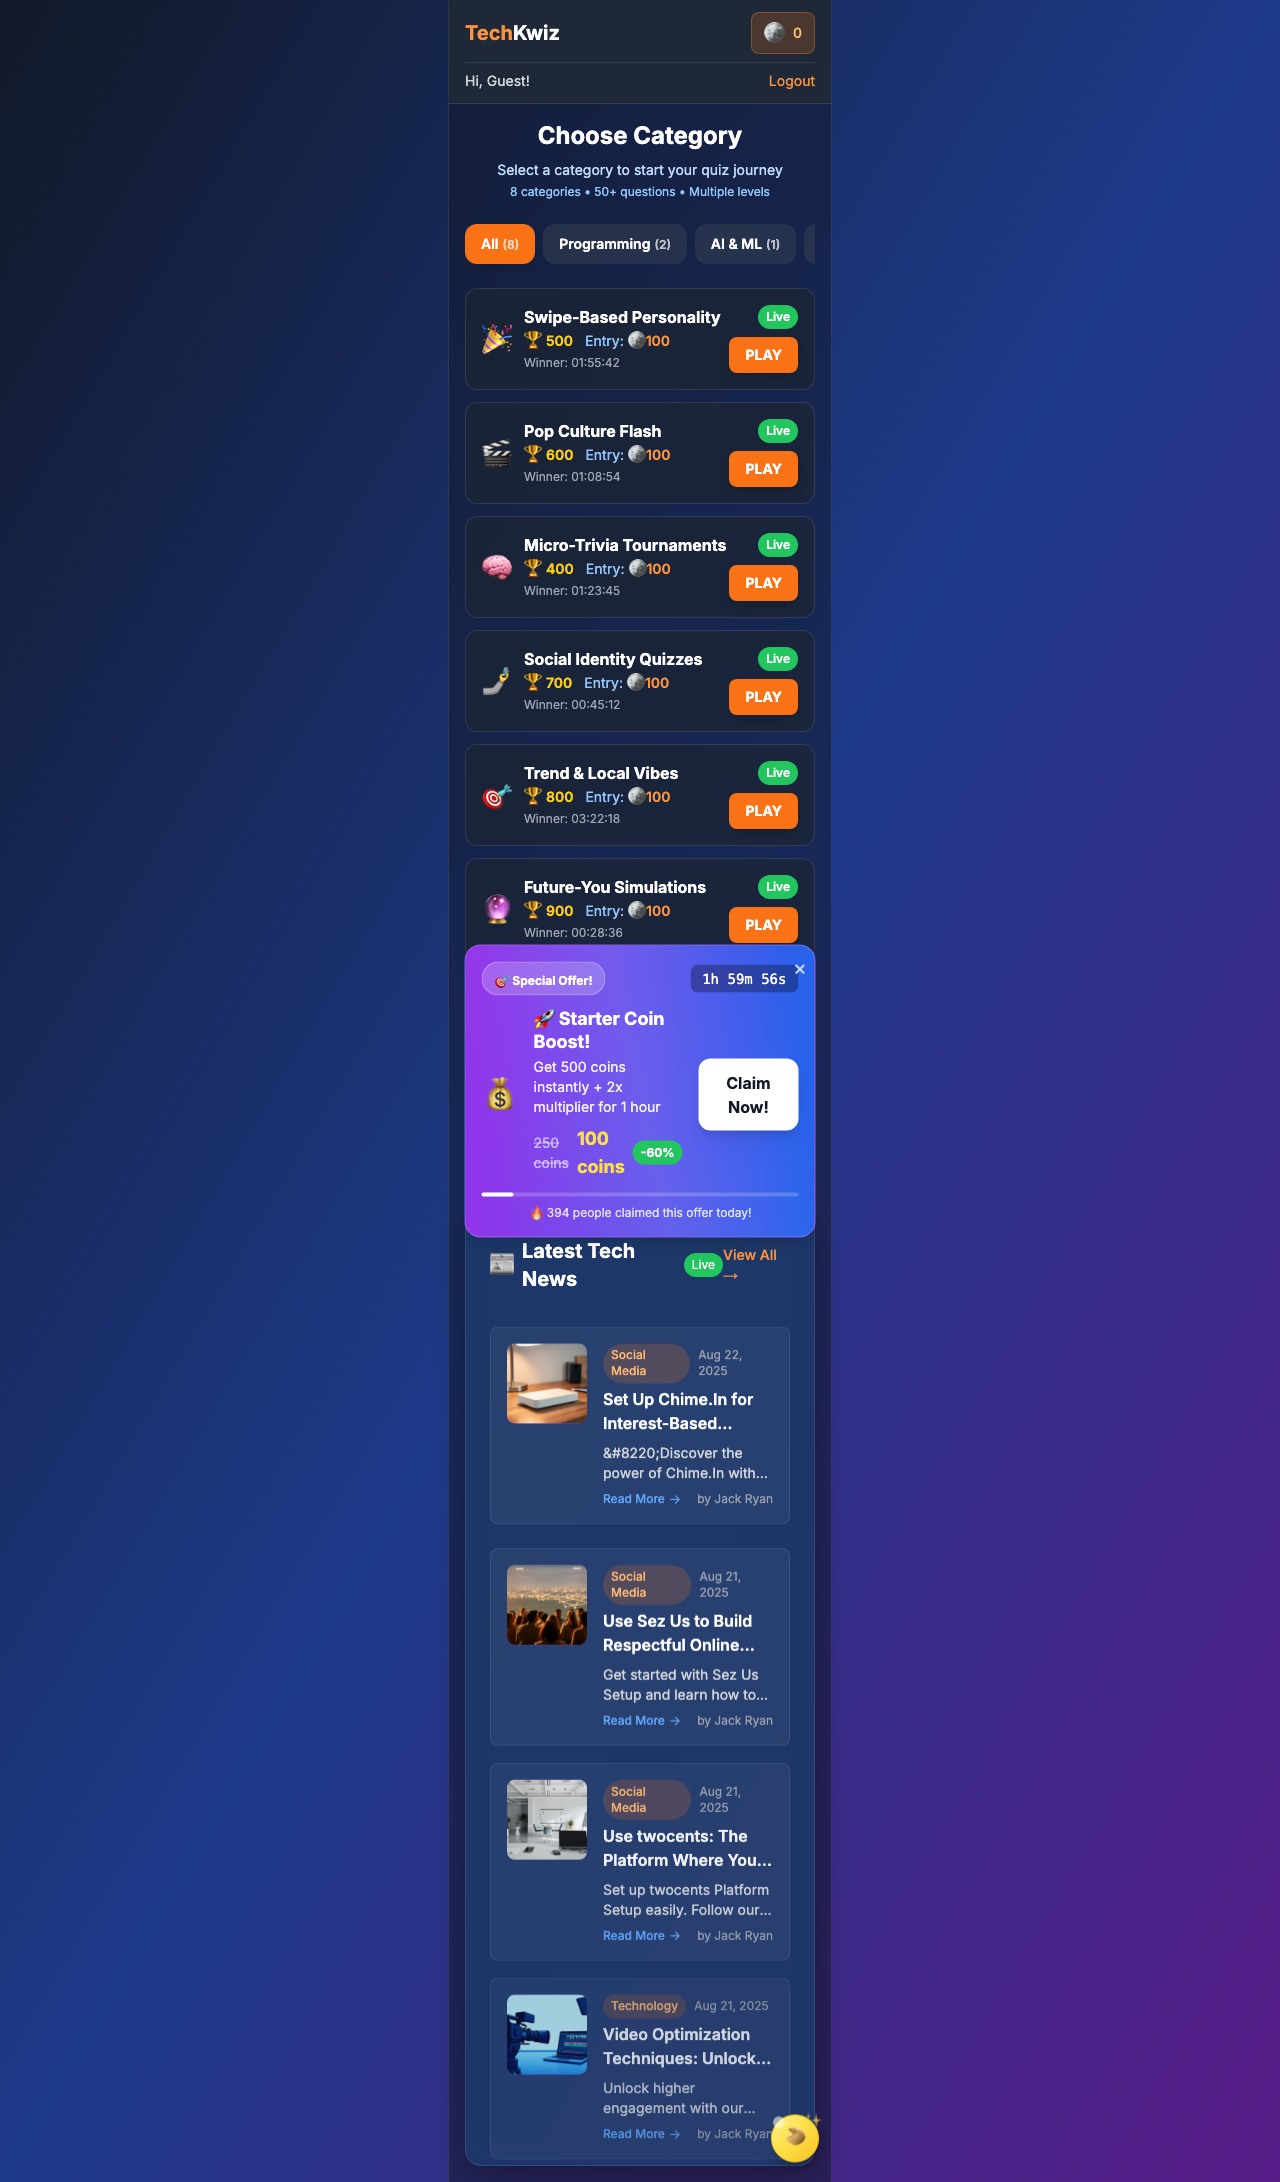 TechKwiz
0
Hi, Guest!
Logout
Choose Category
Select a category to start your quiz journey
8 categories • 50+ questions • Multiple levels
All (8)
Programming (2)
AI & ML (1)
Swipe-Based Personality
Live
🏆 500 Entry: 100
PLAY
Winner: 01:55:42
Pop Culture Flash
Live
🏆 600 Entry: 100
PLAY
Winner: 01:08:54
Micro-Trivia Tournaments
Live
🏆 400 Entry: 100
PLAY
Winner: 01:23:45
Social Identity Quizzes
Live
🏆 700 Entry: 100
PLAY
Winner: 00:45:12
Trend & Local Vibes
Live
🏆 800 Entry: 100
PLAY
Winner: 03:22:18
Future-You Simulations
Live
🏆 900 Entry: 100
PLAY
Winner: 00:28:36
🎯 Special Offer!
1h 59m 56s
×
🚀 Starter Coin
Boost!
Get 500 coins
instantly + 2x
multiplier for 1 hour
Claim
Now!
250
coins
100
coins
-60%
🔥 394 people claimed this offer today!
Latest Tech
News
Live
View All
→
Social
Media
Aug 22,
2025
Set Up Chime.In for
Interest-Based...
&#8220;Discover the
power of Chime.In with...
Read More →
by Jack Ryan
Social
Media
Aug 21,
2025
Use Sez Us to Build
Respectful Online...
Get started with Sez Us
Setup and learn how to...
Read More →
by Jack Ryan
Social
Media
Aug 21,
2025
Use twocents: The
Platform Where You...
Set up twocents Platform
Setup easily. Follow our...
Read More →
by Jack Ryan
Technology
Aug 21, 2025
Video Optimization
Techniques: Unlock...
Unlock higher
engagement with our...
Read More →
by Jack Ryan